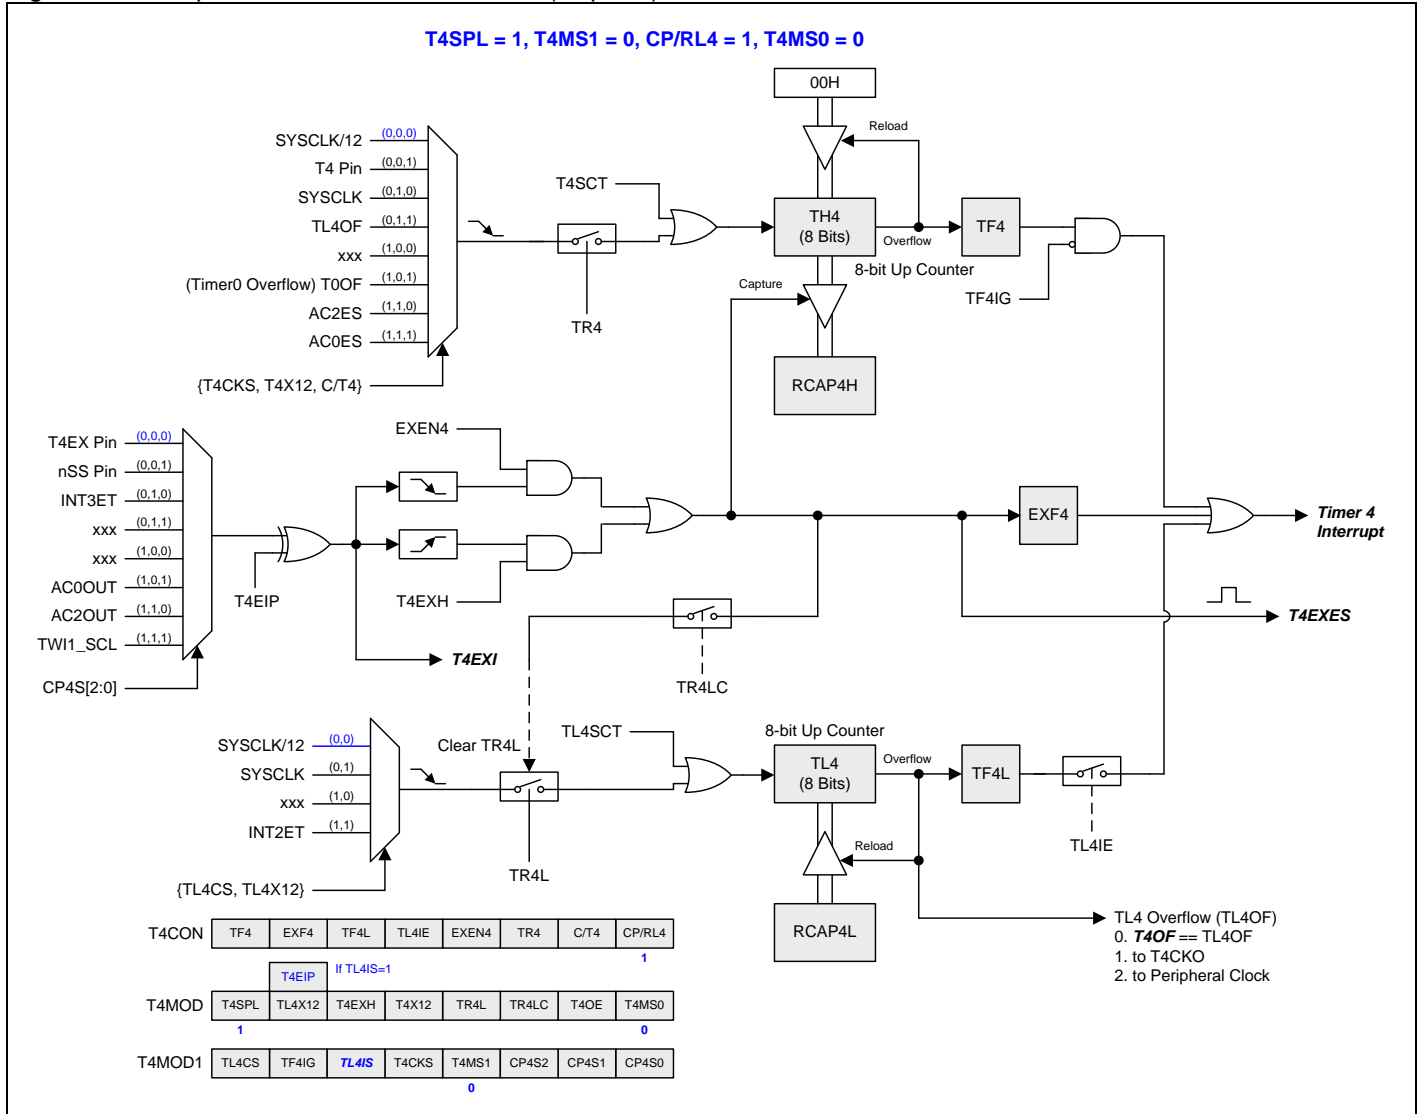 T4SPL = 1, T4MS1 = 0, CP/RL4 = 1, T4MS0 = 0
00H
Reload
SYSCLK/12 (0,0,0)
T4 Pin (0,0,1)
SYSCLK (0,1,0)
TL4OF (0,1,1)
xxx (1,0,0)
(Timer0 Overflow) T0OF (1,0,1)
AC2ES (1,1,0)
AC0ES (1,1,1)
{T4CKS, T4X12, C/T4}
T4SCT
TR4
TH4
(8 Bits)
Overflow
8-bit Up Counter
TF4
TF4IG
Capture
RCAP4H
T4EX Pin (0,0,0)
nSS Pin (0,0,1)
INT3ET (0,1,0)
xxx (0,1,1)
xxx (1,0,0)
AC0OUT (1,0,1)
AC2OUT (1,1,0)
TWI1_SCL (1,1,1)
CP4S[2:0]
T4EIP
EXEN4
T4EXH
T4EXI
EXF4
Timer 4
Interrupt
T4EXES
TR4LC
SYSCLK/12 (0,0)
SYSCLK (0,1)
xxx (1,0)
INT2ET (1,1)
{TL4CS, TL4X12}
Clear TR4L
TR4L
TL4SCT
8-bit Up Counter
TL4
(8 Bits)
Overflow
TF4L
TL4IE
Reload
RCAP4L
TL4 Overflow (TL4OF)
0. T4OF == TL4OF
1. to T4CKO
2. to Peripheral Clock
T4CON TF4 EXF4 TF4L TL4IE EXEN4 TR4 C/T4 CP/RL4
1
T4EIP If TL4IS=1
T4MOD T4SPL TL4X12 T4EXH T4X12 TR4L TR4LC T4OE T4MS0
1 0
T4MOD1 TL4CS TF4IG TL4IS T4CKS T4MS1 CP4S2 CP4S1 CP4S0
0